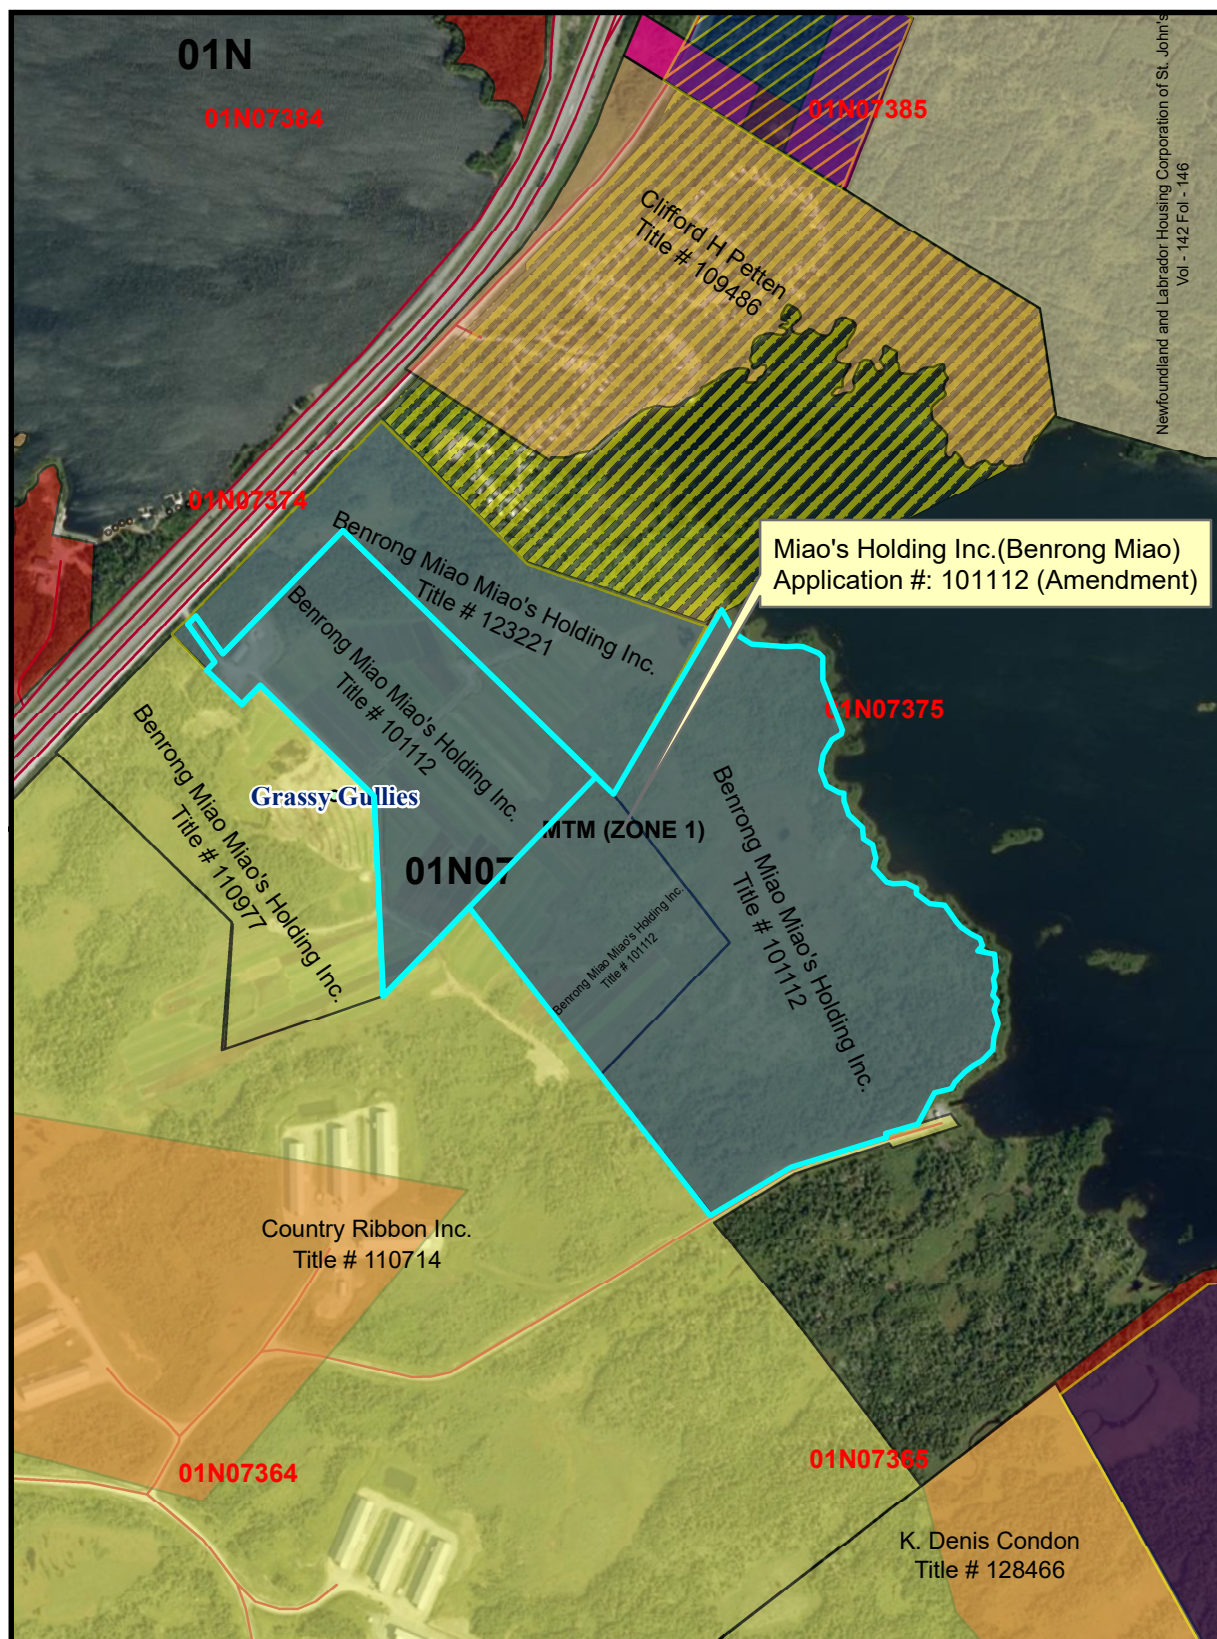 01N
01N07384
01N07385
Newfoundland and Labrador Housing Corporation of St. John's
Vol - 142 Fol - 146
Clifford H Petten
Title # 109486
01N07374
Benrong Miao Miao's Holding Inc.
Title # 123221
Miao's Holding Inc.(Benrong Miao)
Application #: 101112 (Amendment)
Benrong Miao Miao's Holding Inc.
Title # 101112
01N07375
Benrong Miao Miao's Holding Inc.
Title # 110977
Grassy Gullies
MTM (ZONE 1)
Benrong Miao Miao's Holding Inc.
Title # 101112
01N07
Benrong Miao Miao's Holding Inc.
Title # 101112
Country Ribbon Inc.
Title # 110714
01N07364
01N07365
K. Denis Condon
Title # 128466